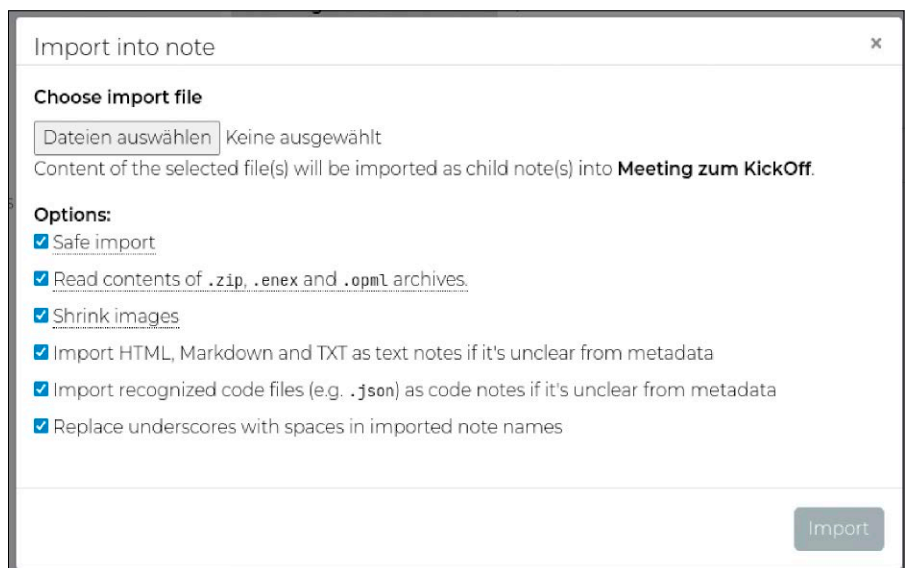 Import into note
×
Choose import file
Dateien auswählen Keine ausgewählt
Content of the selected file(s) will be imported as child note(s) into Meeting zum KickOff.
Options:
Safe import
Read contents of .zip, .enex and .opml archives.
Shrink images
Import HTML, Markdown and TXT as text notes if it's unclear from metadata
Import recognized code files (e.g. .json) as code notes if it's unclear from metadata
Replace underscores with spaces in imported note names
Import